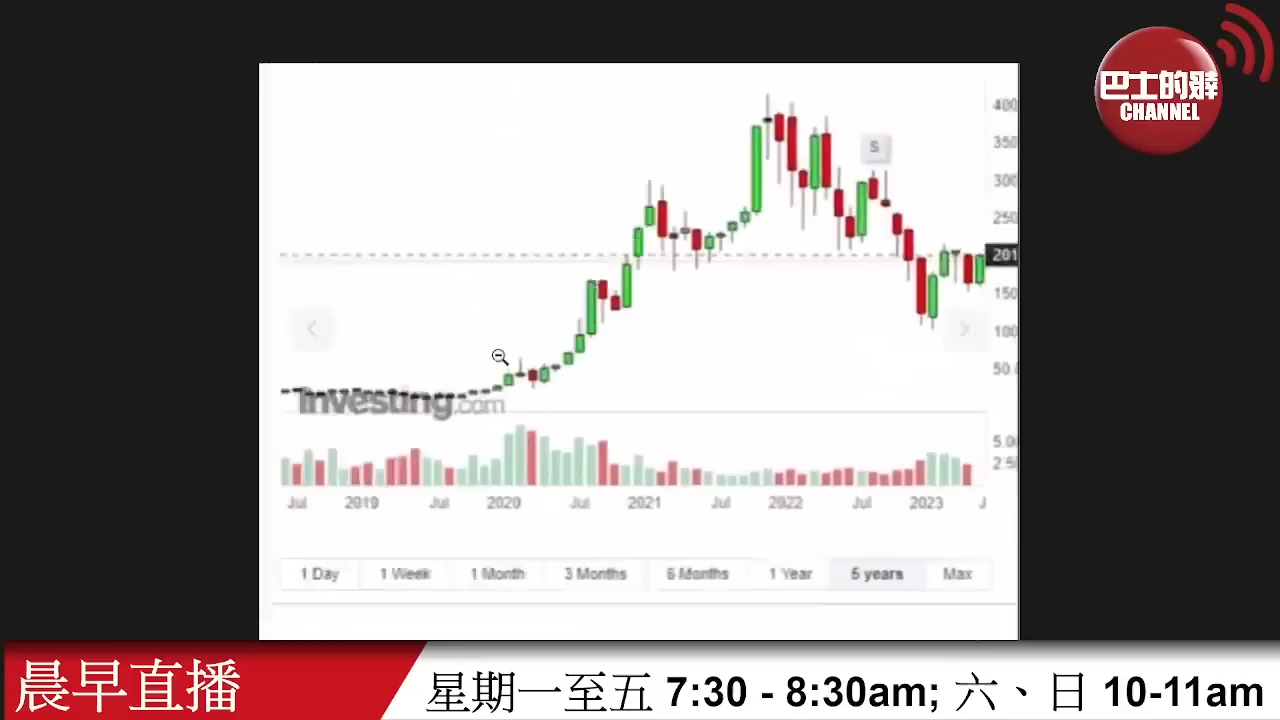 巴士的報
CHANNEL
400
350
300
S
250
201
150
100
50.
Investing.com
5.0
2.5
Jul 2019 Jul 2020 Jul 2021 Jul 2022 Jul 2023 J
1 Day 1 Week 1 Month 3 Months 6 Months 1 Year 5 years Max
晨早直播
星期一至五 7:30 - 8:30am; 六、日 10-11am